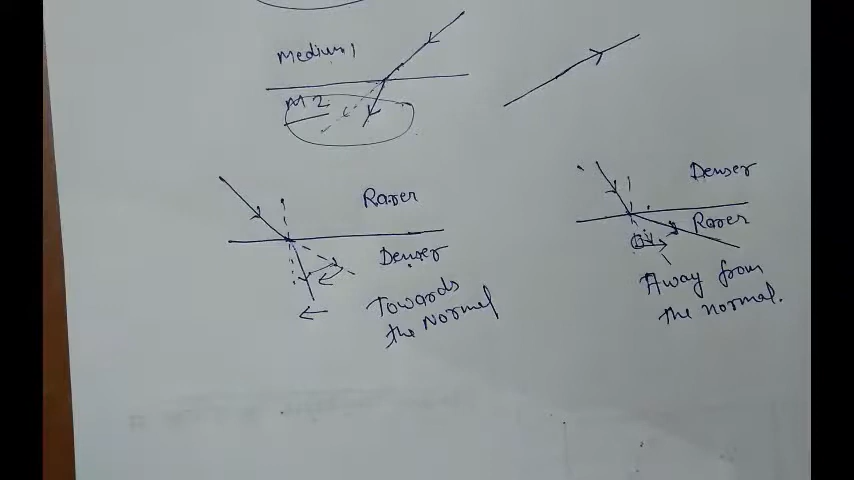 Medium 1
M 2
Rarer
Denser
Towards
the Normal
Denser
Rarer
Away from
the normal.